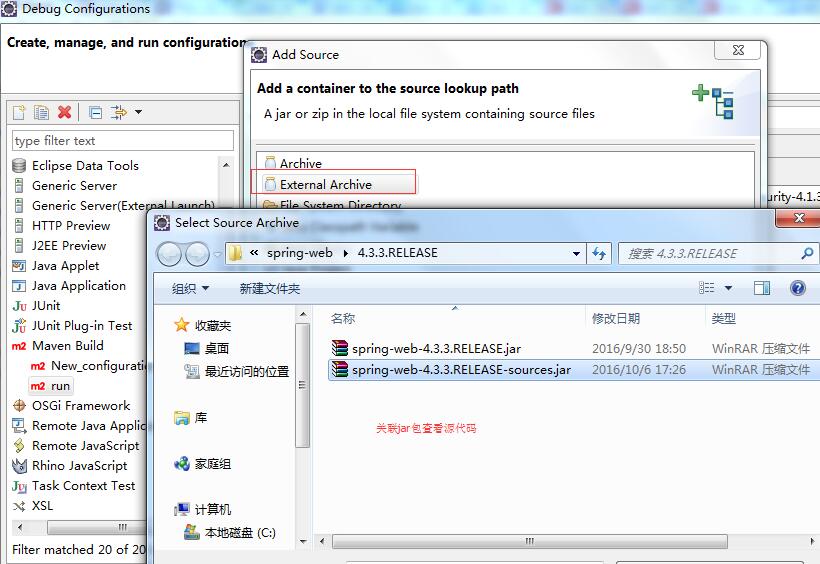 Debug Configurations
Create, manage, and run configuration
Add Source
Add a container to the source lookup path
A jar or zip in the local file system containing source files
type filter text
Archive
External Archive
File System Directory
Eclipse Data Tools
Generic Server
Generic Server(External Launch)
HTTP Preview
J2EE Preview
Java Applet
Java Application
JUnit
JUnit Plug-in Test
Maven Build
New_configuratio
run
OSGi Framework
Remote Java Applic
Remote JavaScript
Rhino JavaScript
Task Context Test
XSL
Filter matched 20 of 20
urity-4.1.3
Select Source Archive
« spring-web 4.3.3.RELEASE
搜索 4.3.3.RELEASE
组织 新建文件夹
收藏夹
桌面
最近访问的位置
库
家庭组
计算机
本地磁盘 (C:)
名称 修改日期 类型
spring-web-4.3.3.RELEASE.jar 2016/9/30 18:50 WinRAR 压缩文件
spring-web-4.3.3.RELEASE-sources.jar 2016/10/6 17:26 WinRAR 压缩文件
关联jar包查看源代码